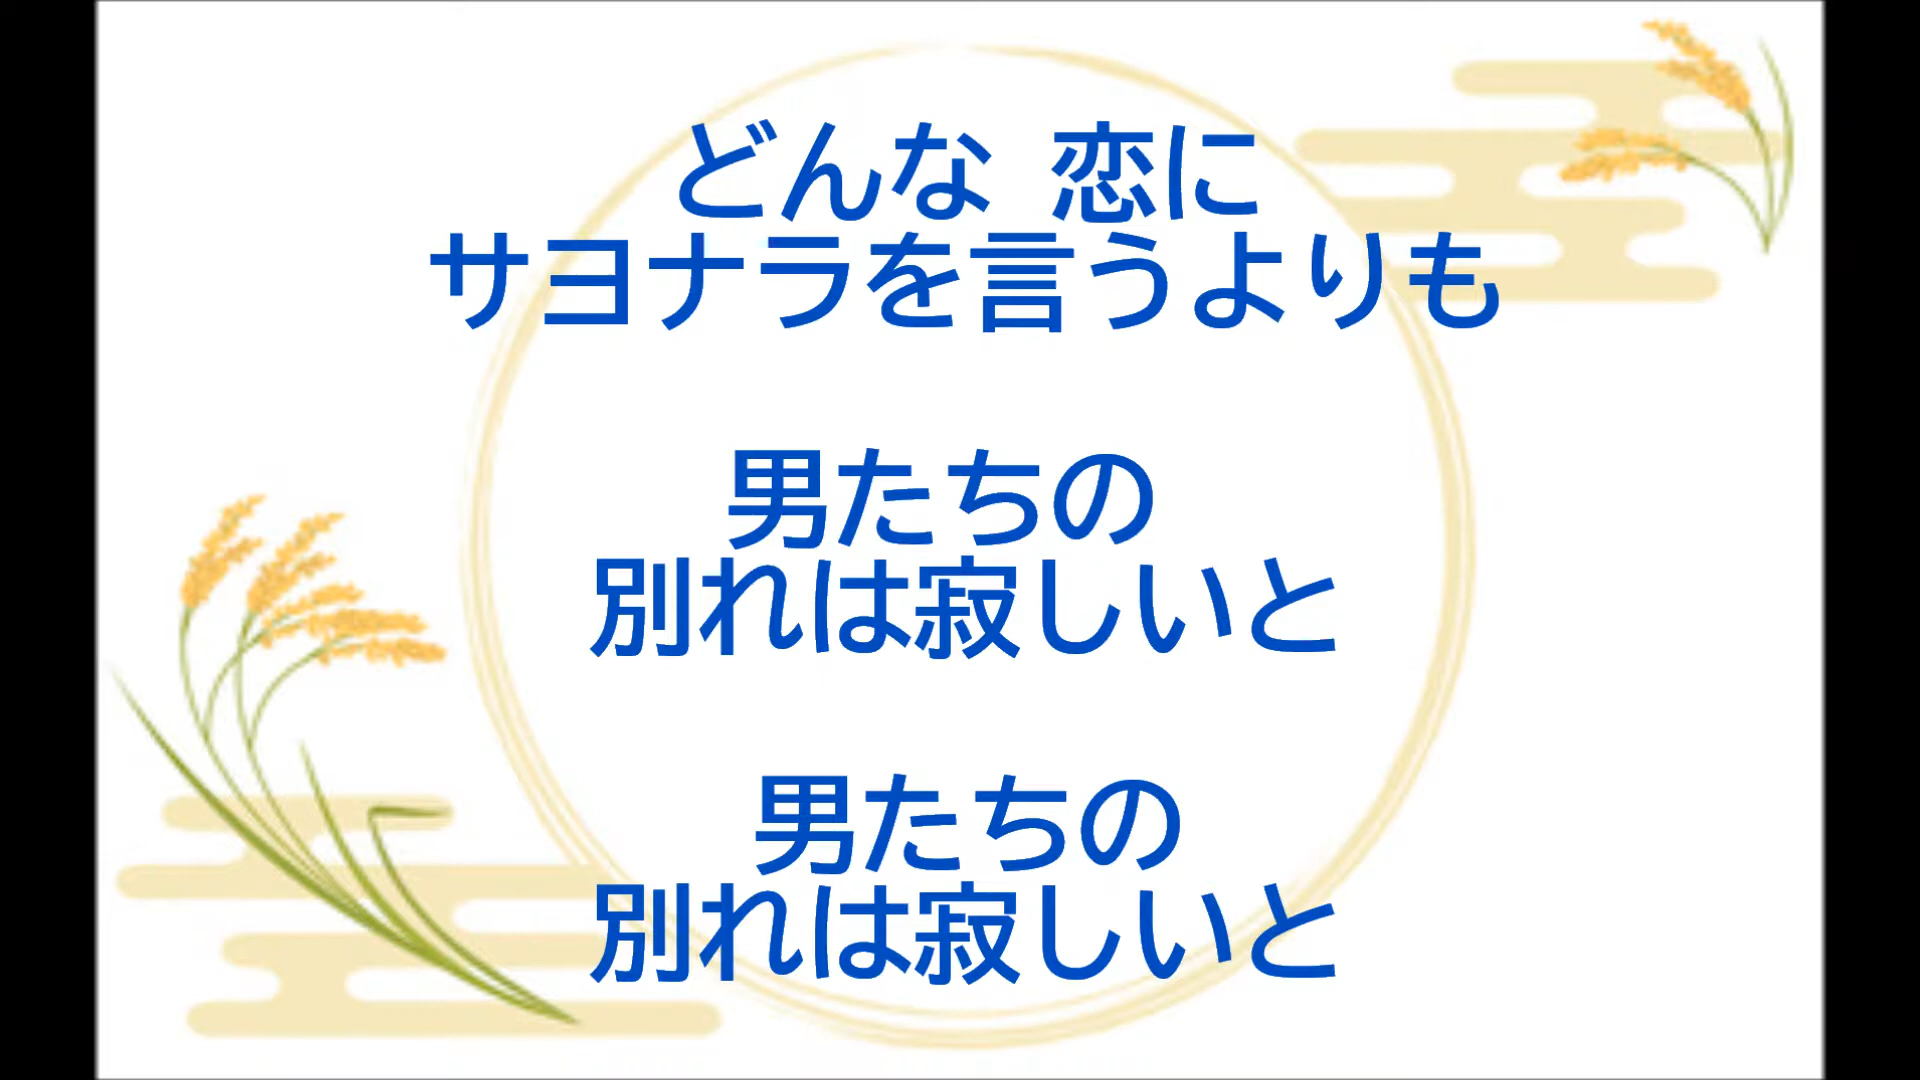 どんな 恋に
サヨナラを言うよりも
男たちの
別れは寂しいと
男たちの
別れは寂しいと